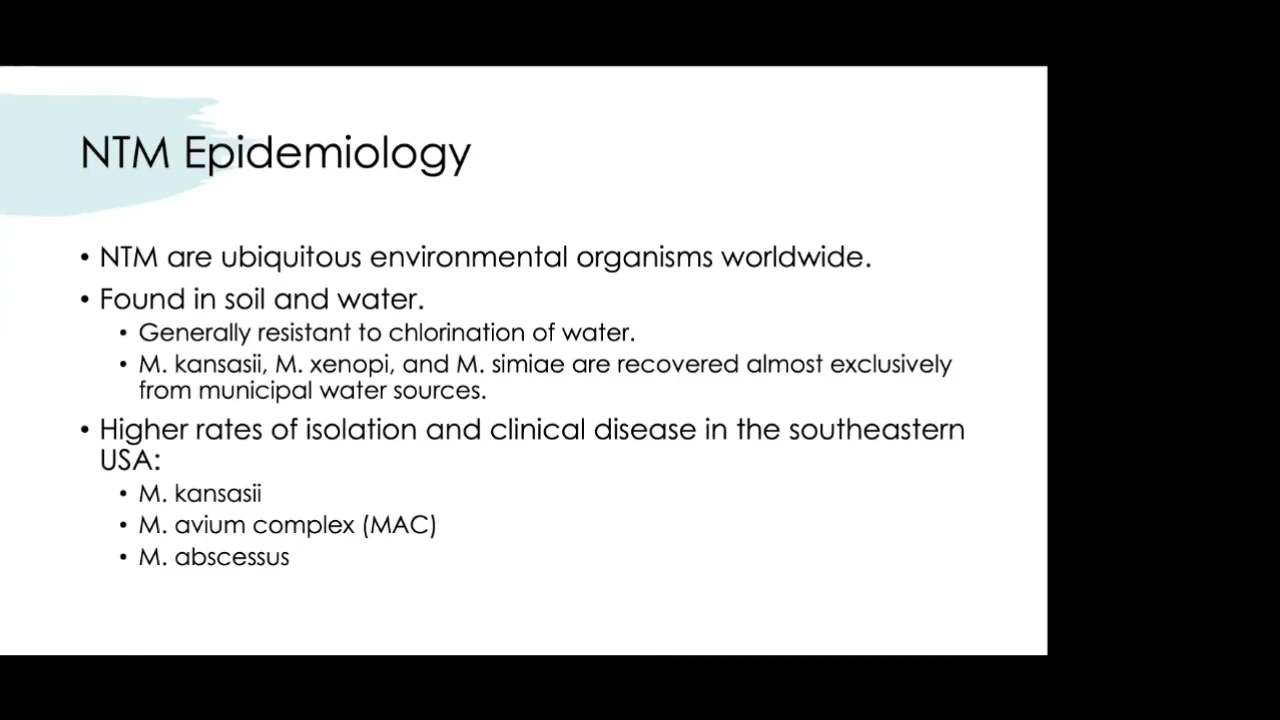 NTM Epidemiology
• NTM are ubiquitous environmental organisms worldwide.
• Found in soil and water.
• Generally resistant to chlorination of water.
• M. kansasii, M. xenopi, and M. simiae are recovered almost exclusively
from municipal water sources.
• Higher rates of isolation and clinical disease in the southeastern
USA:
• M. kansasii
• M. avium complex (MAC)
• M. abscessus